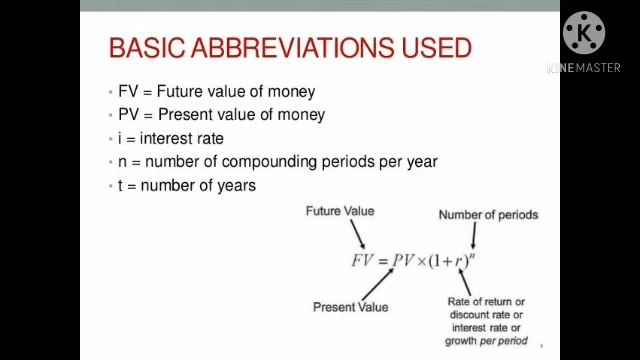 BASIC ABBREVIATIONS USED
K
KINEMASTER
• FV = Future value of money
• PV = Present value of money
• i = interest rate
• n = number of compounding periods per year
• t = number of years
Future Value
Number of periods
FV = PV×(1+r)ⁿ
Present Value
Rate of return or
discount rate or
interest rate or
growth per period